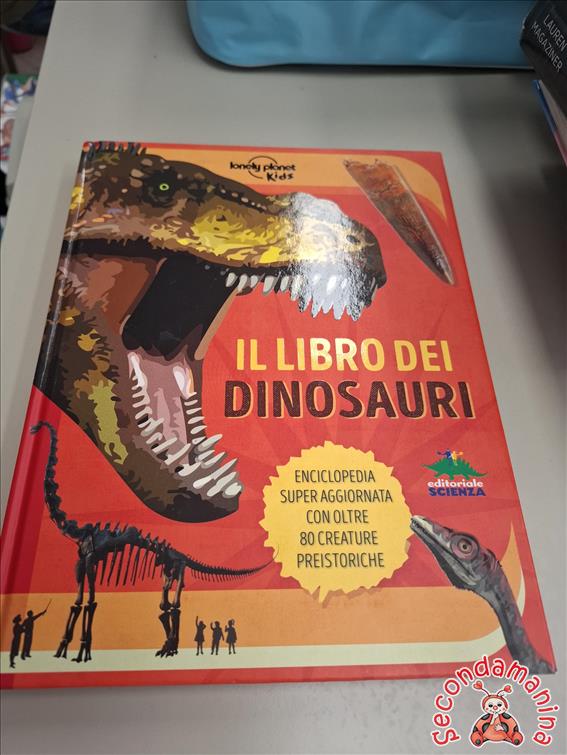 LAUREN
MAGAZINER
lonely planet
Kids
IL LIBRO DEI
DINOSAURI
ENCICLOPEDIA
SUPER AGGIORNATA
CON OLTRE
80 CREATURE
PREISTORICHE
editoriale
SCIENZA
Secondamanina